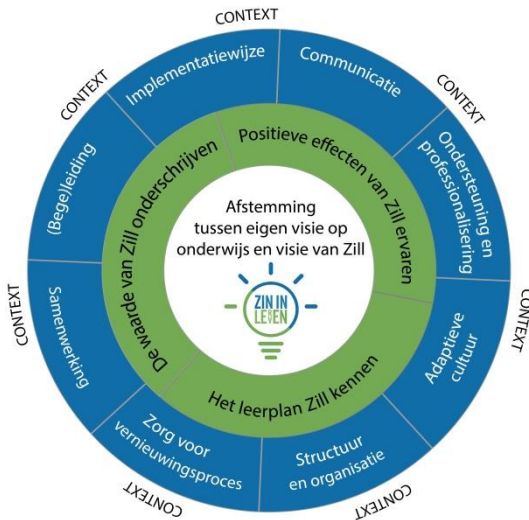 CONTEXT
CONTEXT
CONTEXT
CONTEXT
CONTEXT
CONTEXT
CONTEXT
CONTEXT
Implementatiewijze
Communicatie
Ondersteuning en
professionalisering
Adaptieve
cultuur
Structuur
en organisatie
Zorg voor
vernieuwingsproces
Samenwerking
(Bege)leiding
De waarde van Zill onderschrijven
Positieve effecten van Zill ervaren
Het leerplan Zill kennen
Afstemming
tussen eigen visie op
onderwijs en visie van Zill
ZIN IN
LEREN
LEVEN